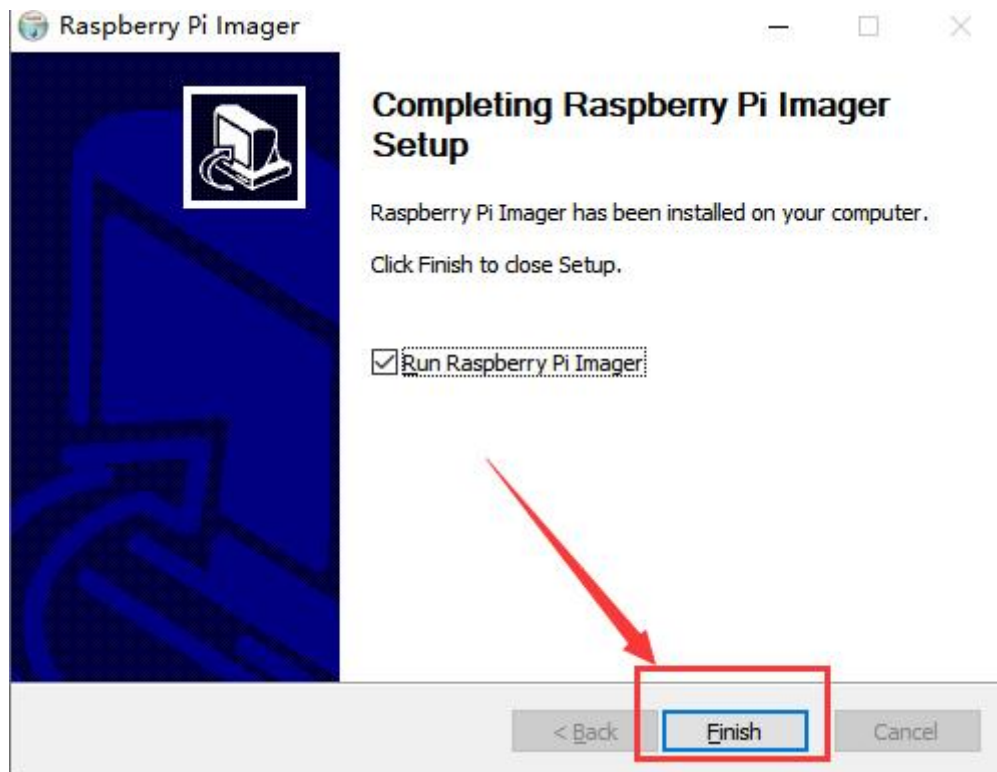 Raspberry Pi Imager
Completing Raspberry Pi Imager
Setup
Raspberry Pi Imager has been installed on your computer.
Click Finish to close Setup.
Run Raspberry Pi Imager
< Back
Finish
Cancel